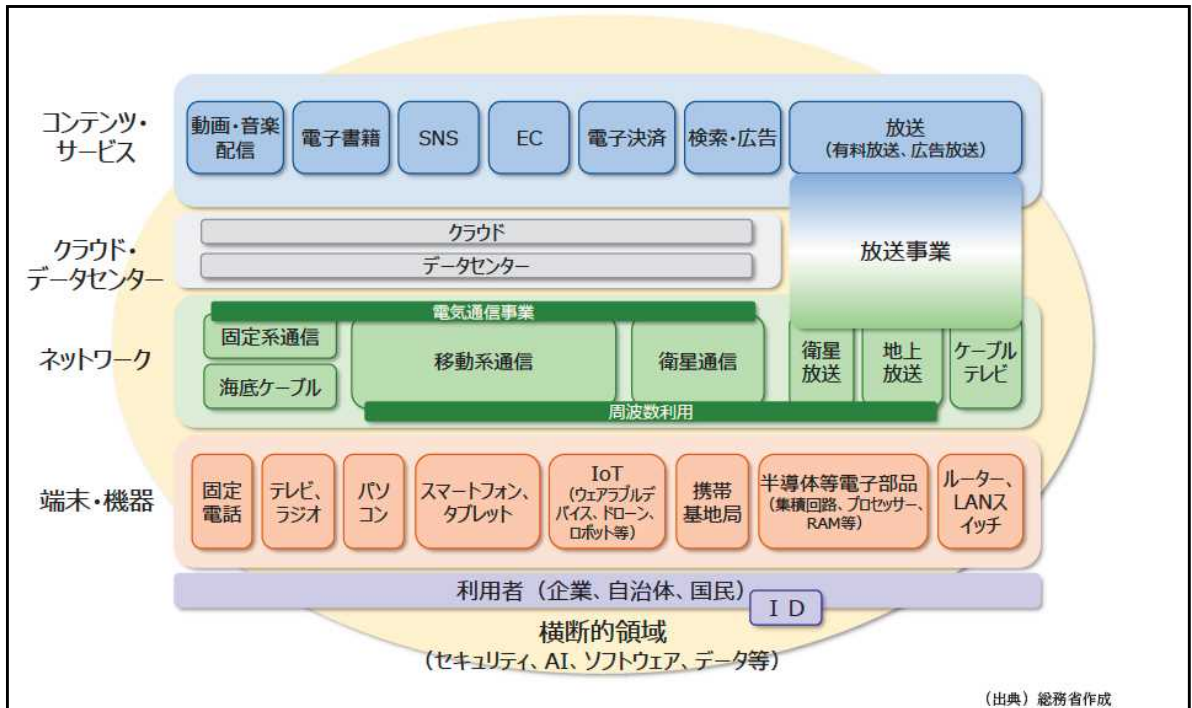 コンテンツ・
サービス
動画・音楽
配信
電子書籍
SNS
EC
電子決済
検索・広告
放送
（有料放送、広告放送）
クラウド・
データセンター
クラウド
データセンター
放送事業
ネットワーク
電気通信事業
固定系通信
海底ケーブル
移動系通信
衛星通信
衛星
放送
地上
放送
ケーブル
テレビ
周波数利用
端末・機器
固定
電話
テレビ、
ラジオ
パソ
コン
スマートフォン、
タブレット
IoT
（ウェアラブルデ
バイス、ドローン、
ロボット等）
携帯
基地局
半導体等電子部品
（集積回路、プロセッサー、
RAM等）
ルーター、
LANス
イッチ
利用者（企業、自治体、国民）
ＩＤ
横断的領域
（セキュリティ、AI、ソフトウェア、データ等）
（出典）総務省作成